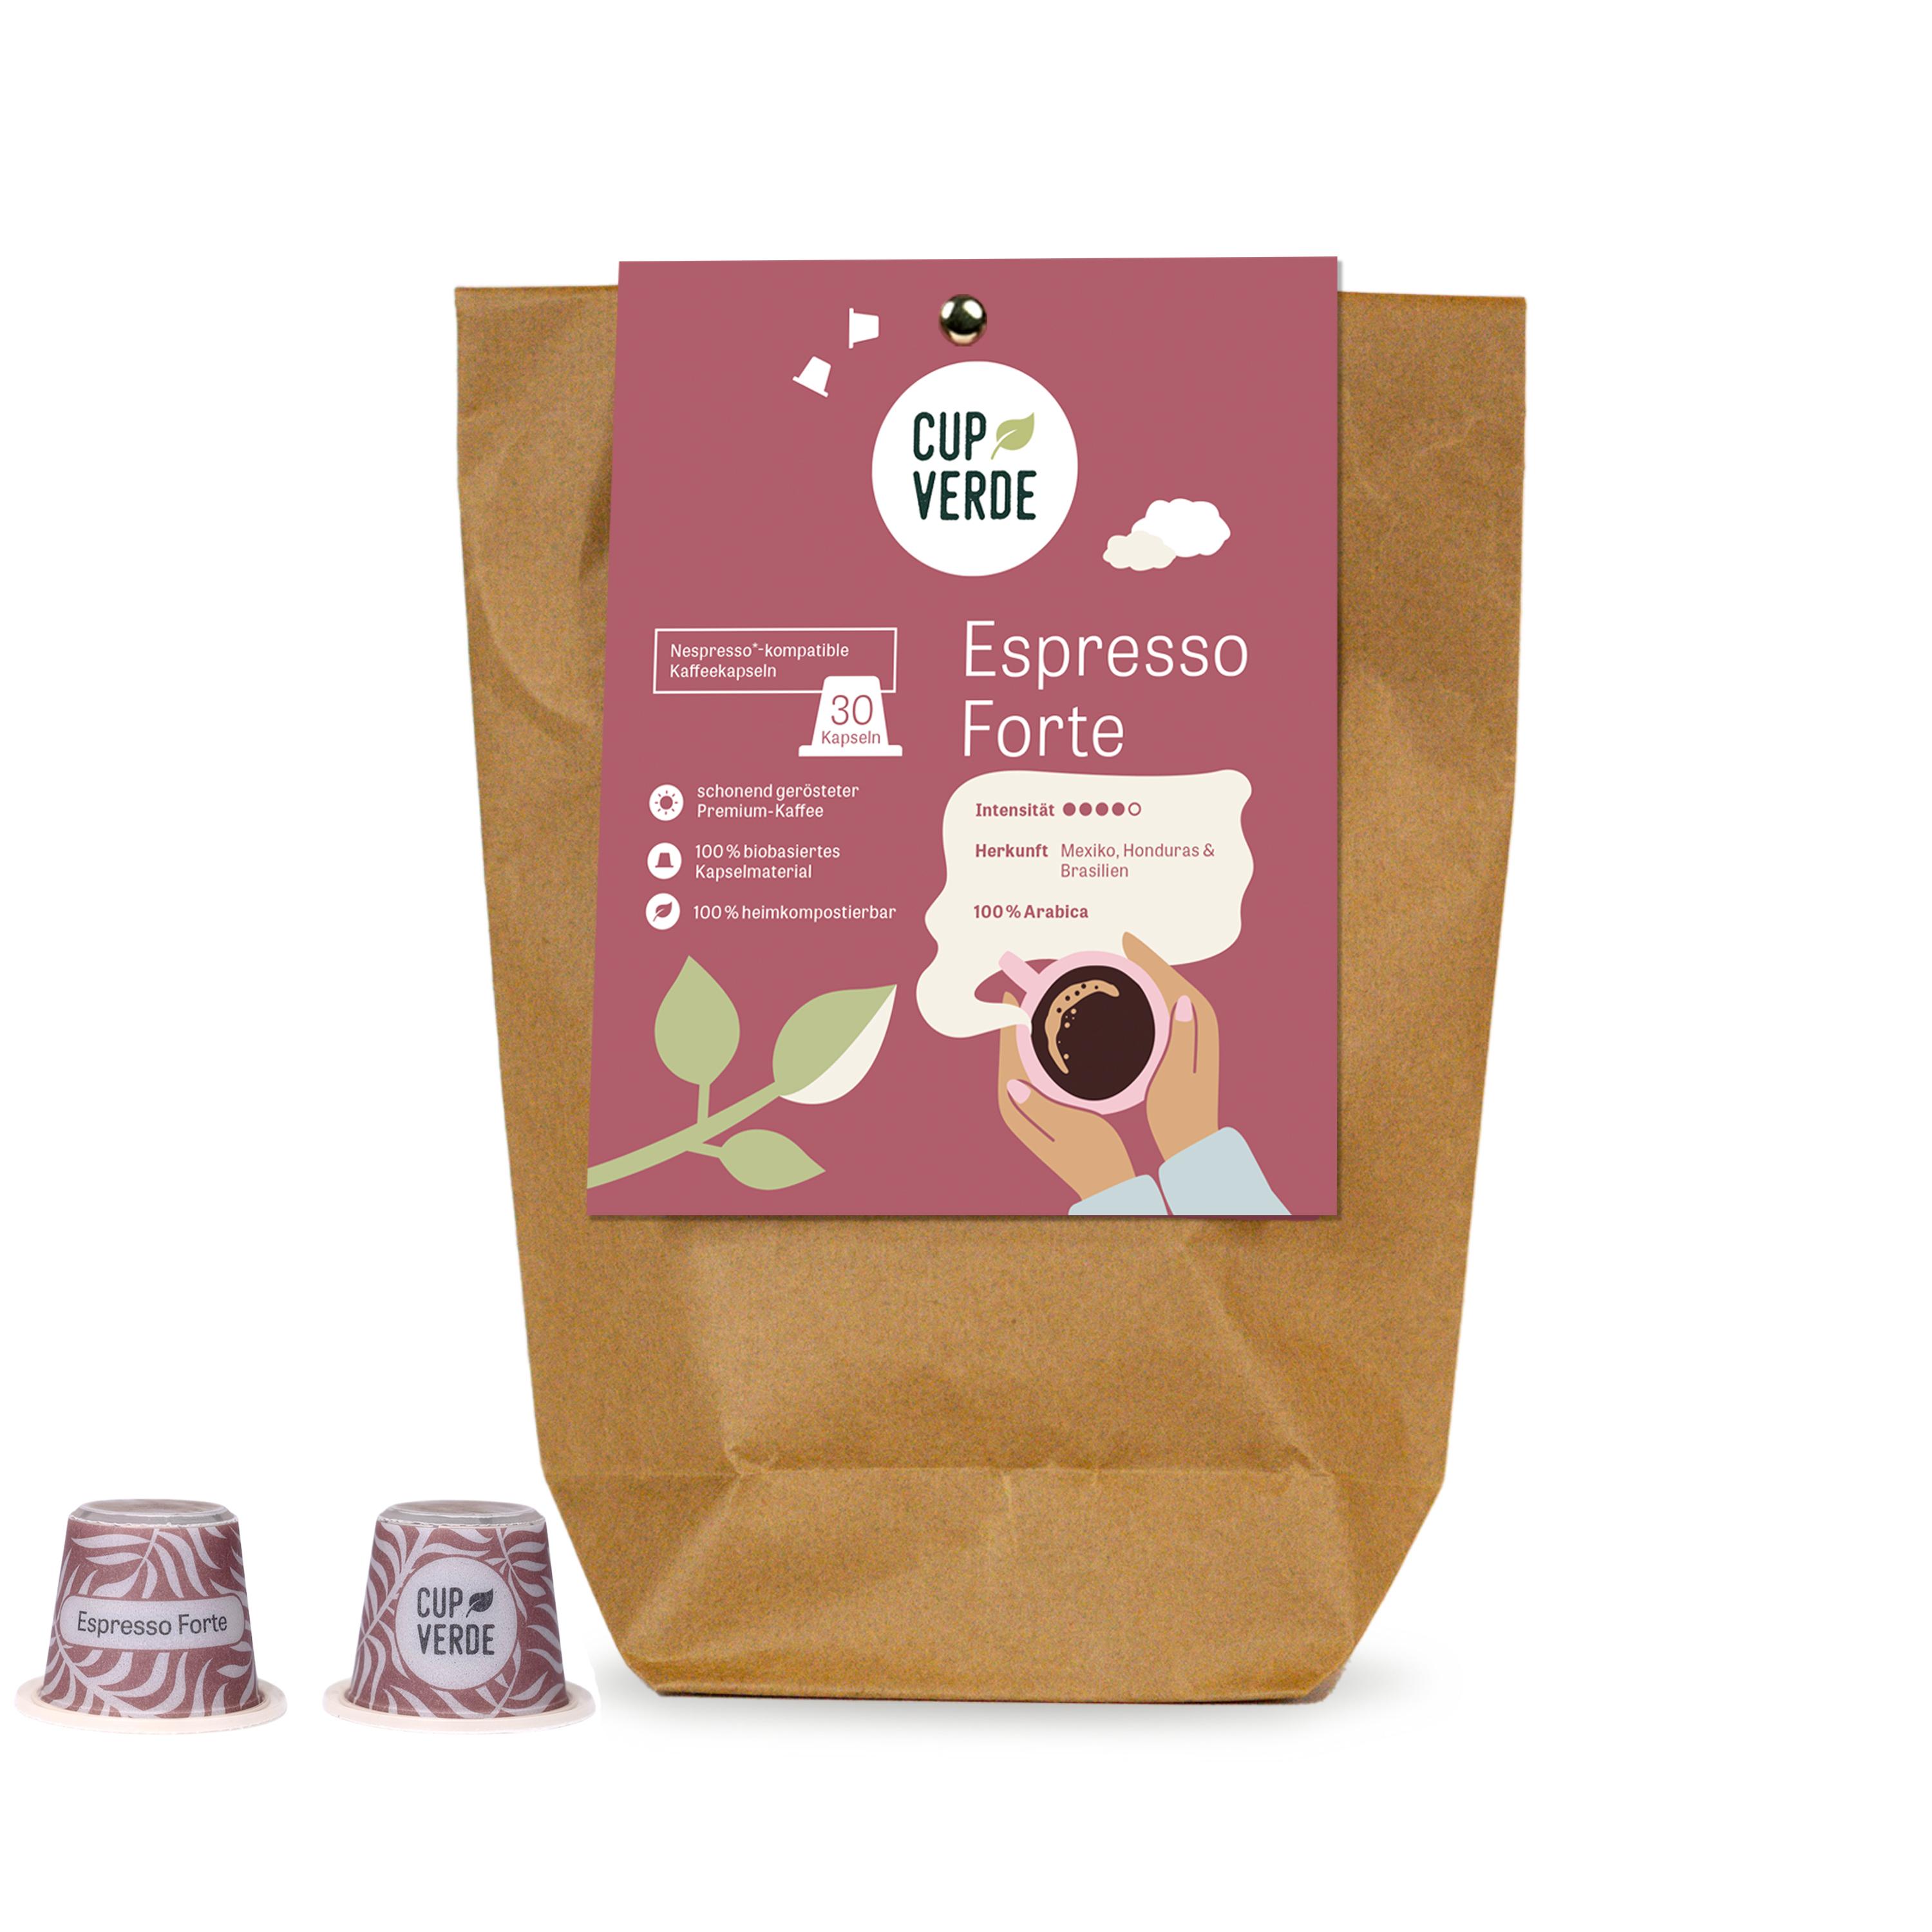 CUP
VERDE
Nespresso*-kompatible
Kaffeekapseln
30
Kapseln
schonend gerösteter
Premium-Kaffee
100 % biobasiertes
Kapselmaterial
100 % heimkompostierbar
Espresso
Forte
Intensität
Herkunft Mexiko, Honduras &
Brasilien
100 % Arabica
Espresso Forte
CUP
VERDE